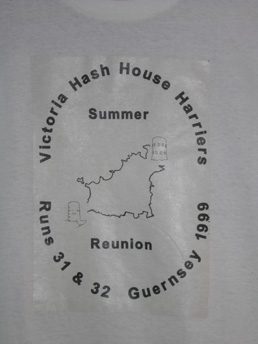 Victoria Hash House Harriers
Summer
Reunion
Runs 31 & 32 Guernsey 1999